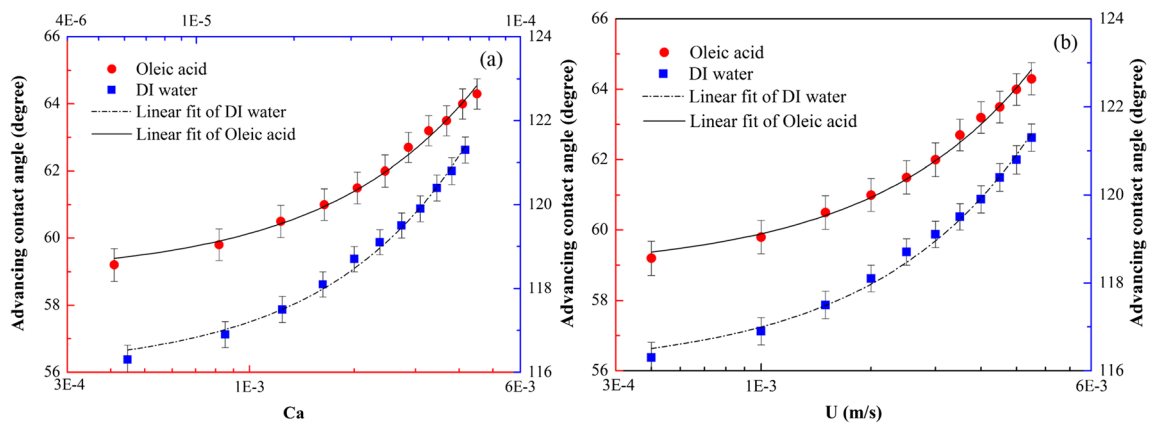 4E-6 1E-5 1E-4
66 124
(a)
Oleic acid
DI water
Linear fit of DI water
Linear fit of Oleic acid
64 122
62 120
60 118
58
56 116
3E-4 1E-3 6E-3
Advancing contact angle (degree)
Advancing contact angle (degree)
Ca
66 124
(b)
Oleic acid
DI water
Linear fit of DI water
Linear fit of Oleic acid
64 122
62 120
60 118
58
56 116
3E-4 1E-3 6E-3
Advancing contact angle (degree)
Advancing contact angle (degree)
U (m/s)